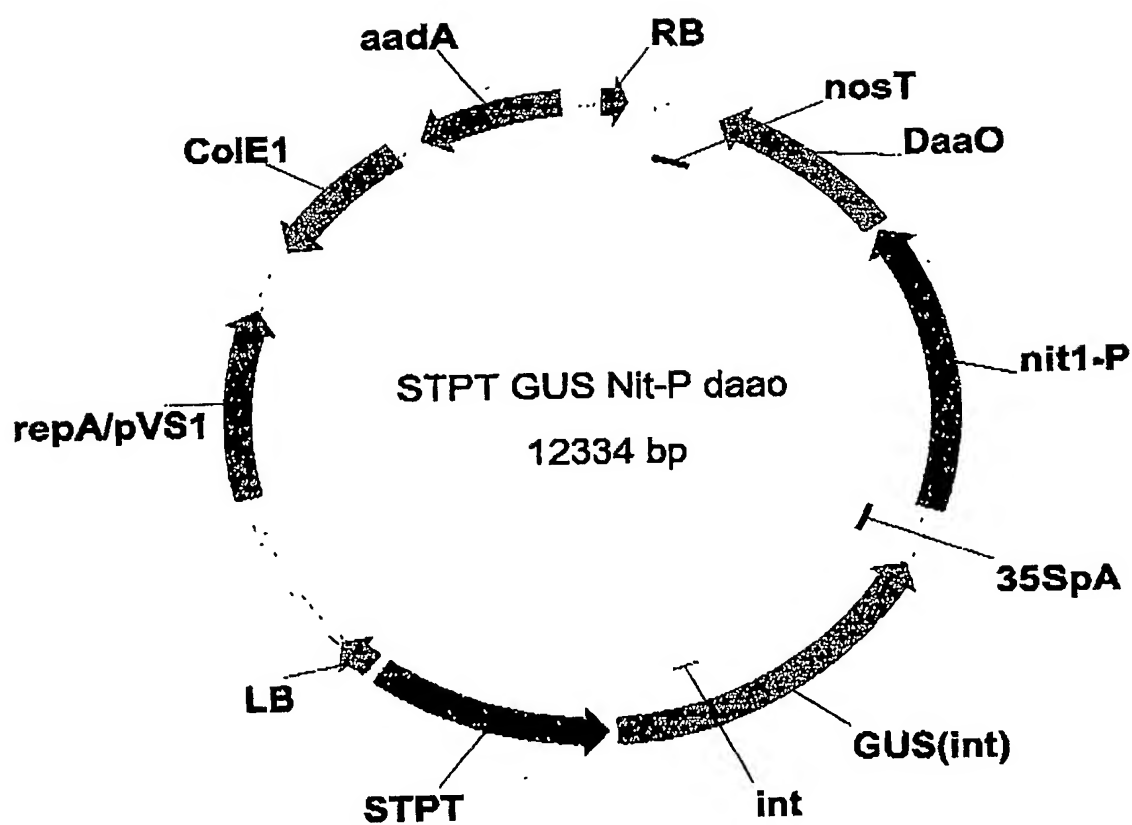 aadA
RB
nosT
DaaO
ColE1
nit1-P
STPT GUS Nit-P daao
12334 bp
repA/pVS1
35SpA
LB
GUS(int)
STPT
int